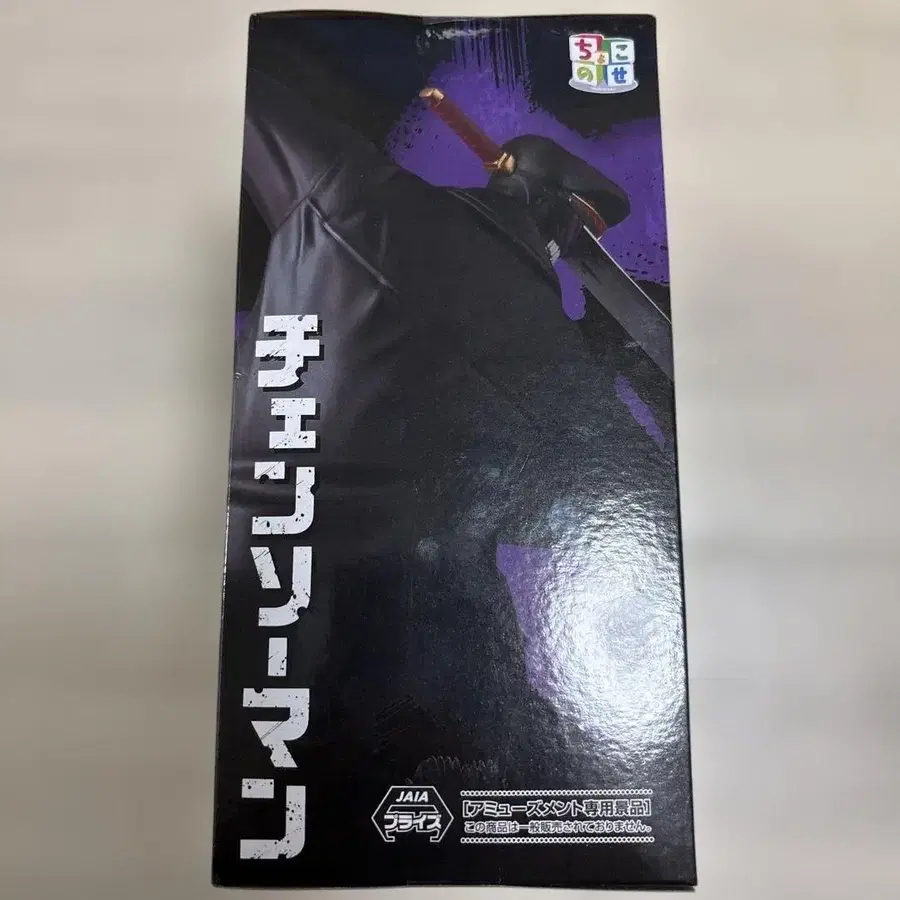 ちょこ
のせ
チェンソーマン
JAIA
プライズ
[アミューズメント専用景品]
この商品は一般販売されておりません。